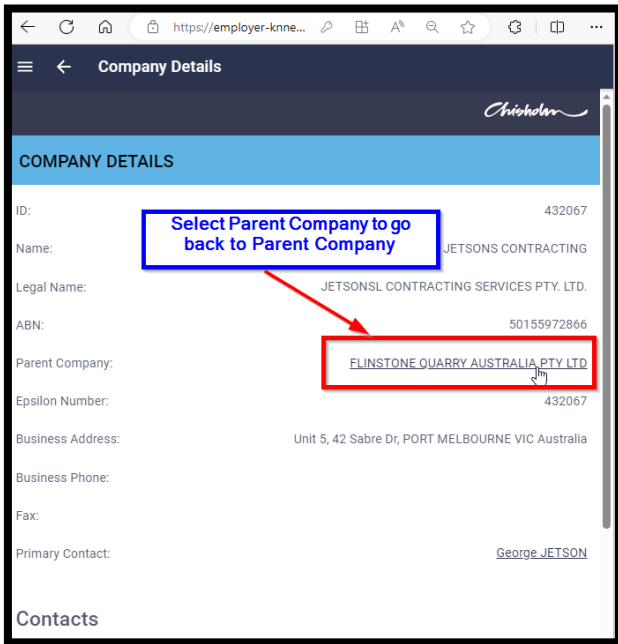 https://employer-knne...
Company Details
Chisholm
COMPANY DETAILS
ID: 432067
Select Parent Company to go
back to Parent Company
Name: JETSONS CONTRACTING
Legal Name: JETSONSL CONTRACTING SERVICES PTY. LTD.
ABN: 50155972866
Parent Company: FLINSTONE QUARRY AUSTRALIA PTY LTD
Epsilon Number: 432067
Business Address: Unit 5, 42 Sabre Dr, PORT MELBOURNE VIC Australia
Business Phone:
Fax:
Primary Contact: George JETSON
Contacts